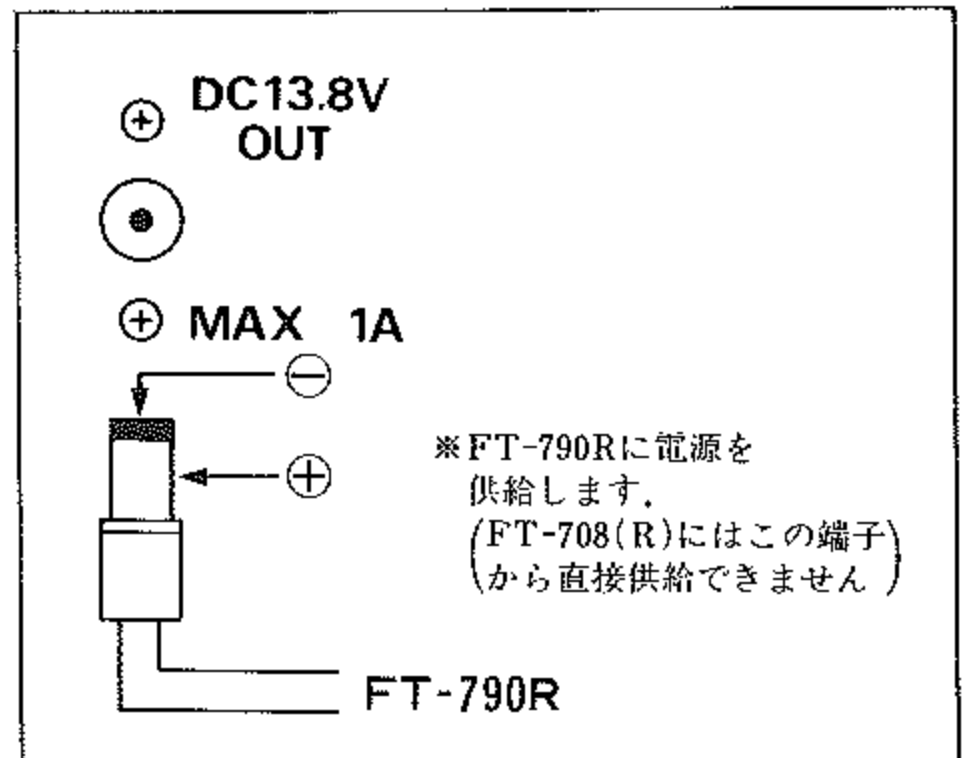 DC13.8V
OUT
MAX 1A
⊖
⊕
※FT-790Rに電源を
供給します.
(FT-708(R)にはこの端子
から直接供給できません)
FT-790R